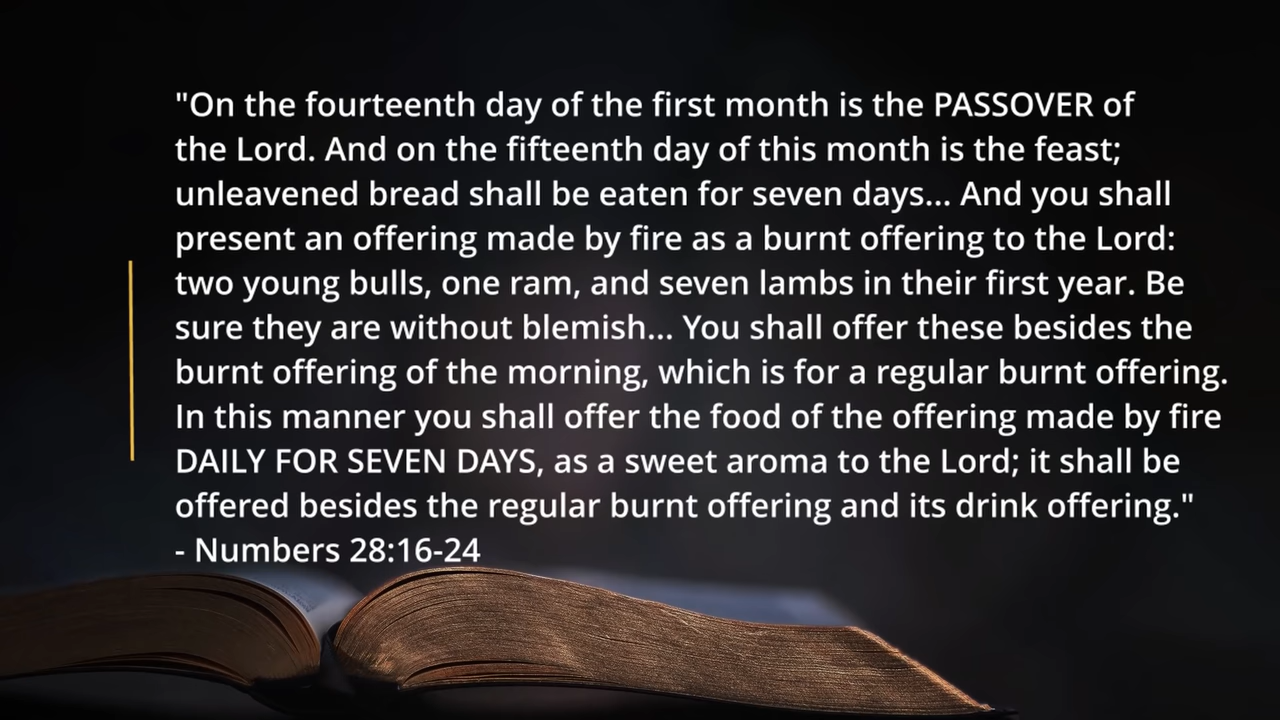 "On the fourteenth day of the first month is the PASSOVER of
the Lord. And on the fifteenth day of this month is the feast;
unleavened bread shall be eaten for seven days... And you shall
present an offering made by fire as a burnt offering to the Lord:
two young bulls, one ram, and seven lambs in their first year. Be
sure they are without blemish... You shall offer these besides the
burnt offering of the morning, which is for a regular burnt offering.
In this manner you shall offer the food of the offering made by fire
DAILY FOR SEVEN DAYS, as a sweet aroma to the Lord; it shall be
offered besides the regular burnt offering and its drink offering."
- Numbers 28:16-24